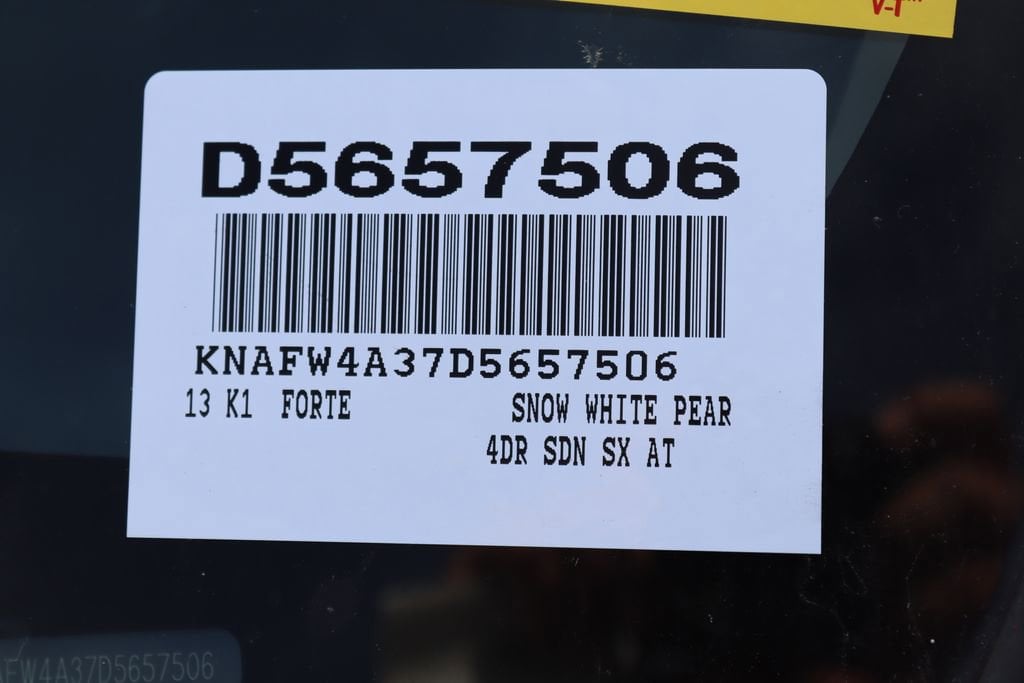 V-T
D5657506
KNAFW4A37D5657506
13 K1 FORTE SNOW WHITE PEAR
4DR SDN SX AT
FW4A37D5657506